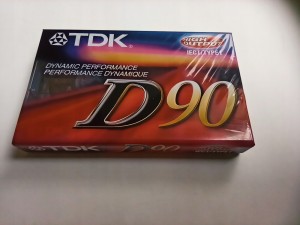 TDK
HIGH
OUTPUT
IEC I/TYPE I
DYNAMIC PERFORMANCE
PERFORMANCE DYNAMIQUE
D90
TDK
D90